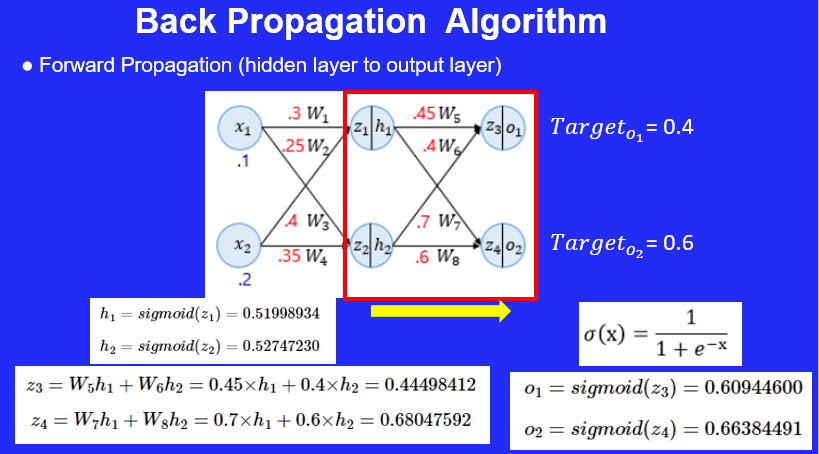 Back Propagation Algorithm
● Forward Propagation (hidden layer to output layer)
x₁ .3 W₁ z₁ h₁ .45 W₅ z₃ o₁ Target_{o₁} = 0.4
.25 W₂ .4 W₆
.1
.4 W₃ .7 W₇
x₂ .35 W₄ z₂ h₂ .6 W₈ z₄ o₂ Target_{o₂} = 0.6
.2
h₁ = sigmoid(z₁) = 0.51998934
h₂ = sigmoid(z₂) = 0.52747230
σ(x) = 1 / (1 + e^{-x})
z3 = W₅h₁ + W₆h₂ = 0.45×h₁ + 0.4×h₂ = 0.44498412
z₄ = W₇h₁ + W₈h₂ = 0.7×h₁ + 0.6×h₂ = 0.68047592
o₁ = sigmoid(z₃) = 0.60944600
o₂ = sigmoid(z₄) = 0.66384491